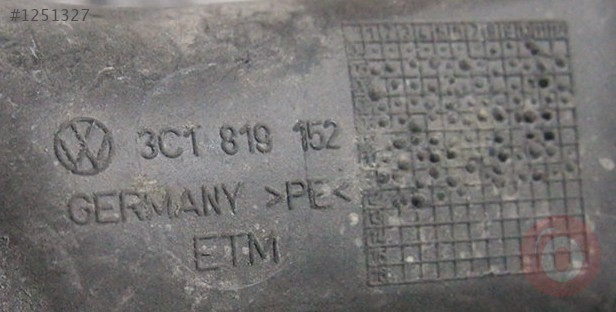 #1251327
3C1 819 152
GERMANY >PE<
ETM